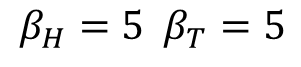 β_H = 5 β_T = 5